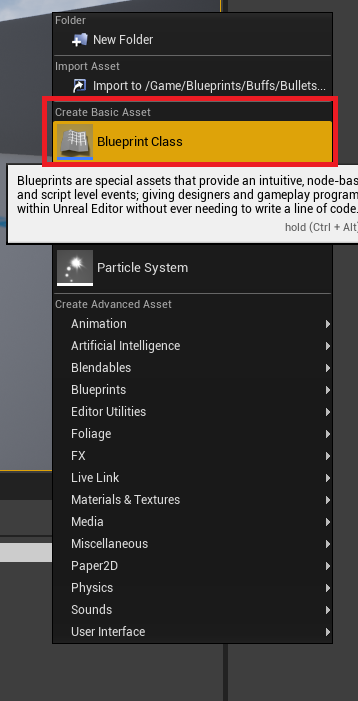 Folder
New Folder
Import Asset
Import to /Game/Blueprints/Buffs/Bullets...
Create Basic Asset
Blueprint Class
Blueprints are special assets that provide an intuitive, node-bas
and script level events; giving designers and gameplay program
within Unreal Editor without ever needing to write a line of code.
hold (Ctrl + Alt)
Particle System
Create Advanced Asset
Animation
Artificial Intelligence
Blendables
Blueprints
Editor Utilities
Foliage
FX
Live Link
Materials & Textures
Media
Miscellaneous
Paper2D
Physics
Sounds
User Interface